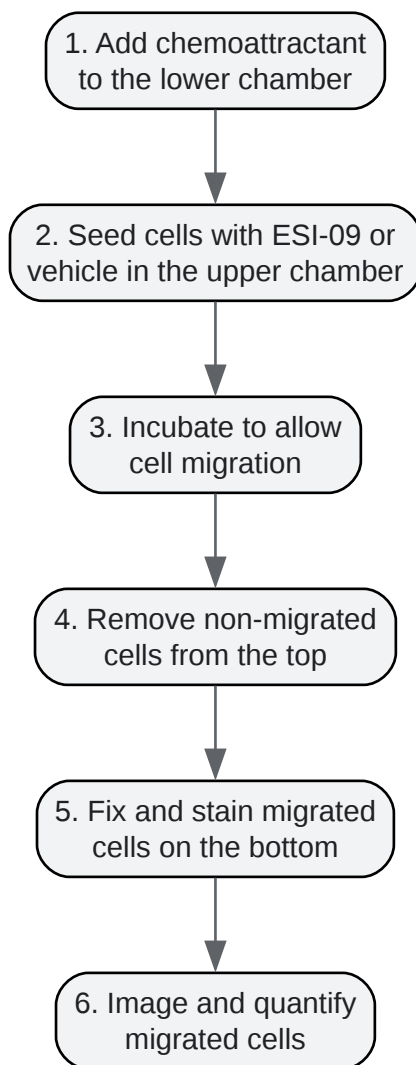 1. Add chemoattractant
to the lower chamber
2. Seed cells with ESI-09 or
vehicle in the upper chamber
3. Incubate to allow
cell migration
4. Remove non-migrated
cells from the top
5. Fix and stain migrated
cells on the bottom
6. Image and quantify
migrated cells